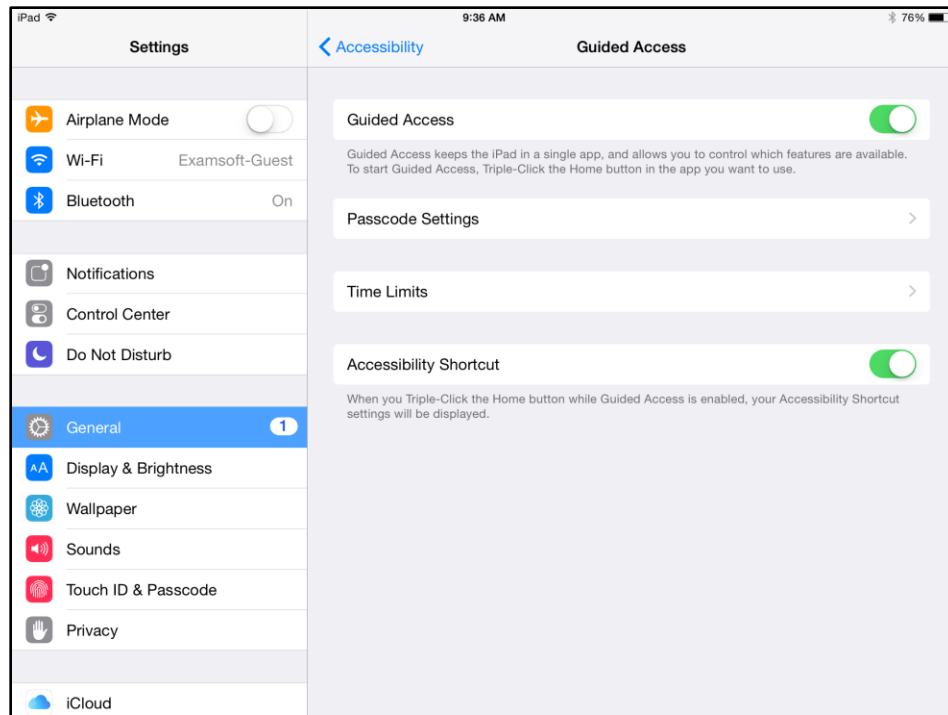 iPad 9:36 AM 76%
Settings
Accessibility Guided Access
Airplane Mode
Wi-Fi Examsoft-Guest
Bluetooth On
Notifications
Control Center
Do Not Disturb
General 1
AA Display & Brightness
Wallpaper
Sounds
Touch ID & Passcode
Privacy
iCloud
Guided Access
Guided Access keeps the iPad in a single app, and allows you to control which features are available.
To start Guided Access, Triple-Click the Home button in the app you want to use.
Passcode Settings
Time Limits
Accessibility Shortcut
When you Triple-Click the Home button while Guided Access is enabled, your Accessibility Shortcut
settings will be displayed.